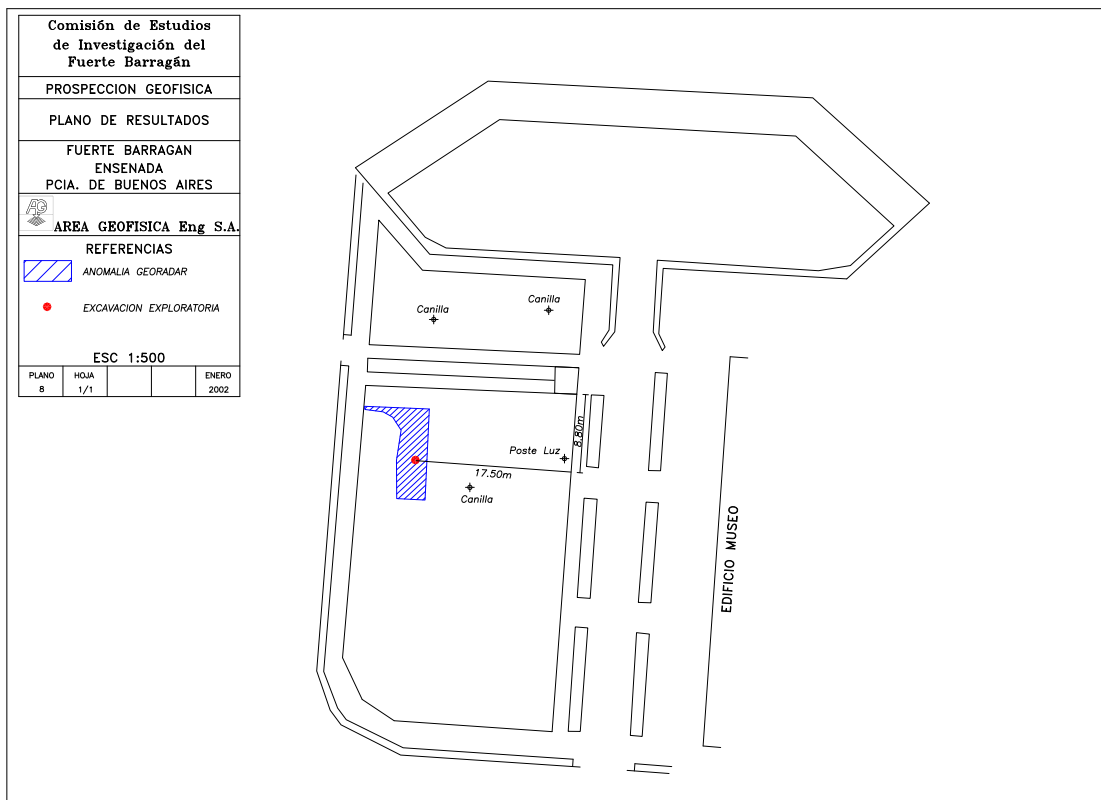 Comisión de Estudios
de Investigación del
Fuerte Barragán
PROSPECCION GEOFISICA
PLANO DE RESULTADOS
FUERTE BARRAGAN
ENSENADA
PCIA. DE BUENOS AIRES
AG
AREA GEOFISICA Eng S.A.
REFERENCIAS
ANOMALIA GEORADAR
EXCAVACION EXPLORATORIA
ESC 1:500
PLANO HOJA ENERO
8 1/1 2002
Canilla
Canilla
8.80m
Poste Luz
17.50m
Canilla
EDIFICIO MUSEO